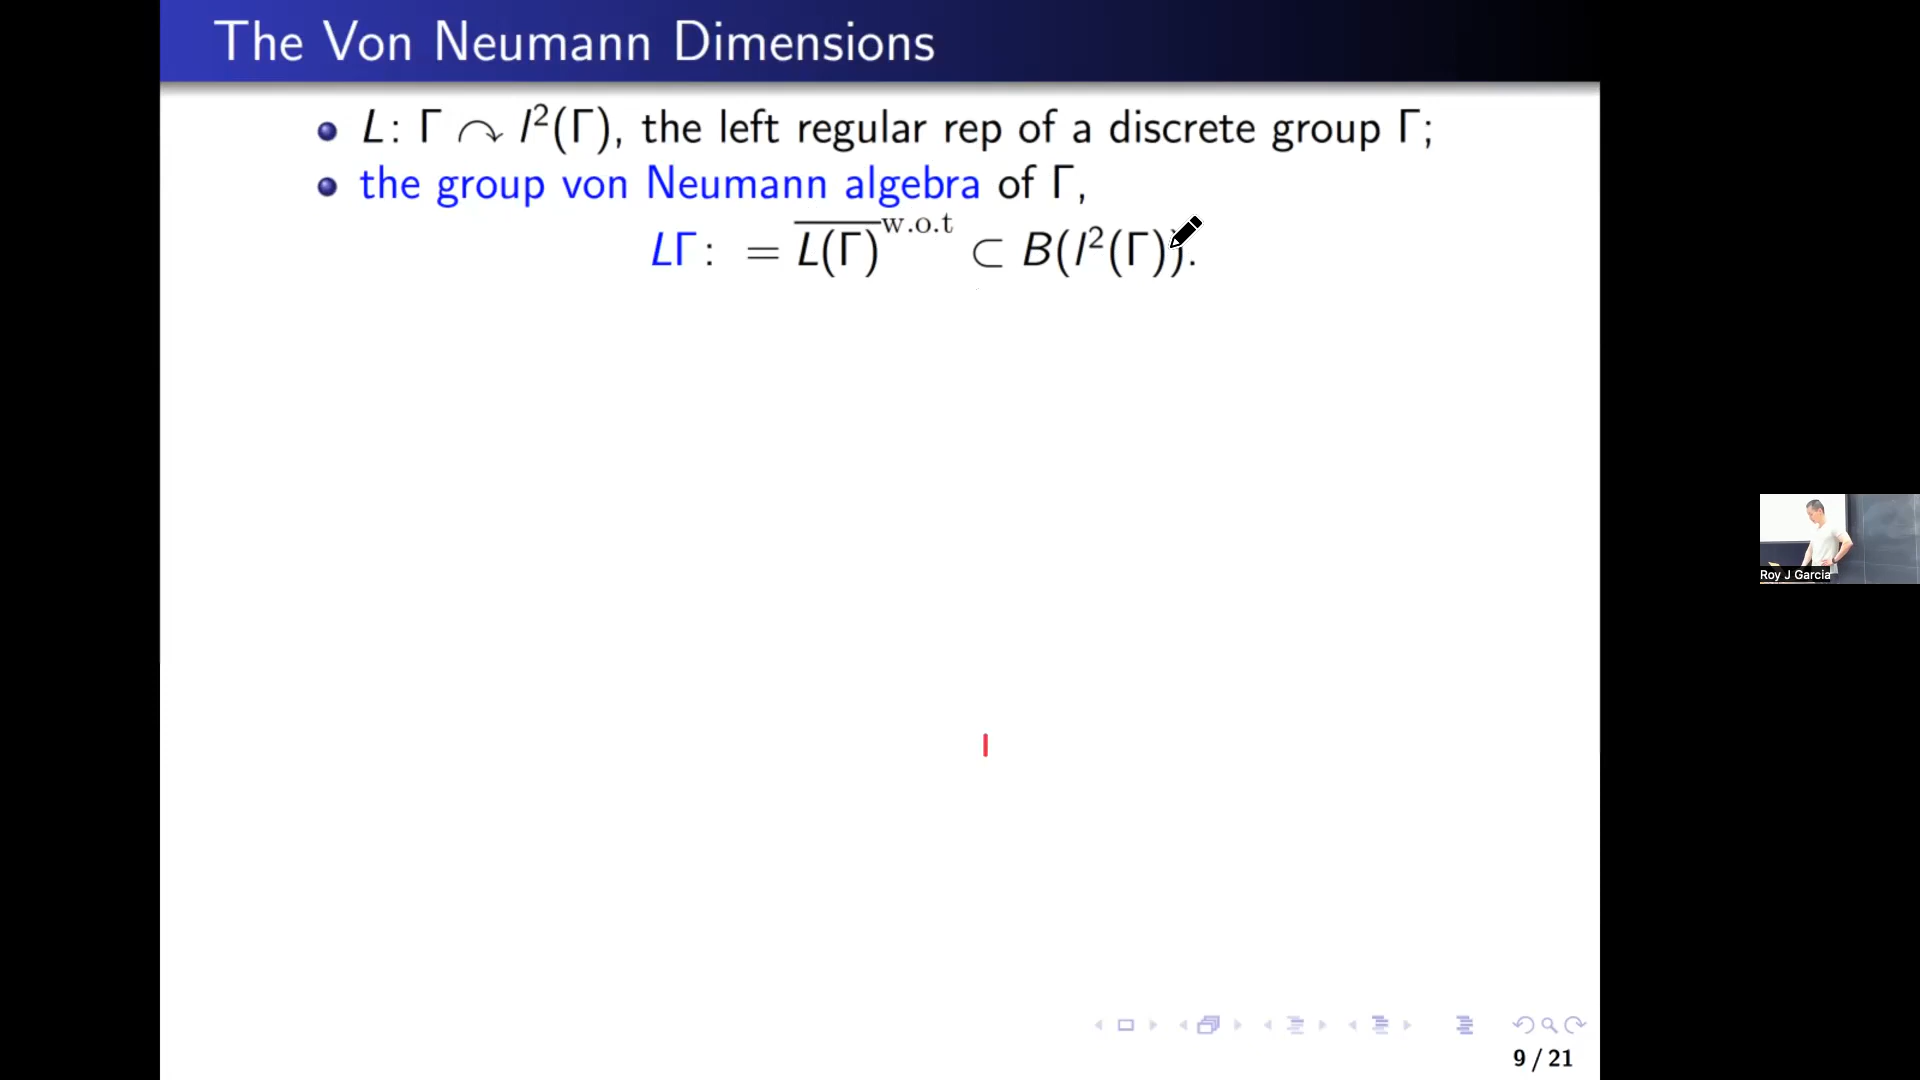 The Von Neumann Dimensions
L: Γ ↷ l²(Γ), the left regular rep of a discrete group Γ;
the group von Neumann algebra of Γ,
LΓ: = \overline{L(Γ)}^{w.o.t} ⊂ B(l²(Γ)).
Roy J Garcia
9 / 21